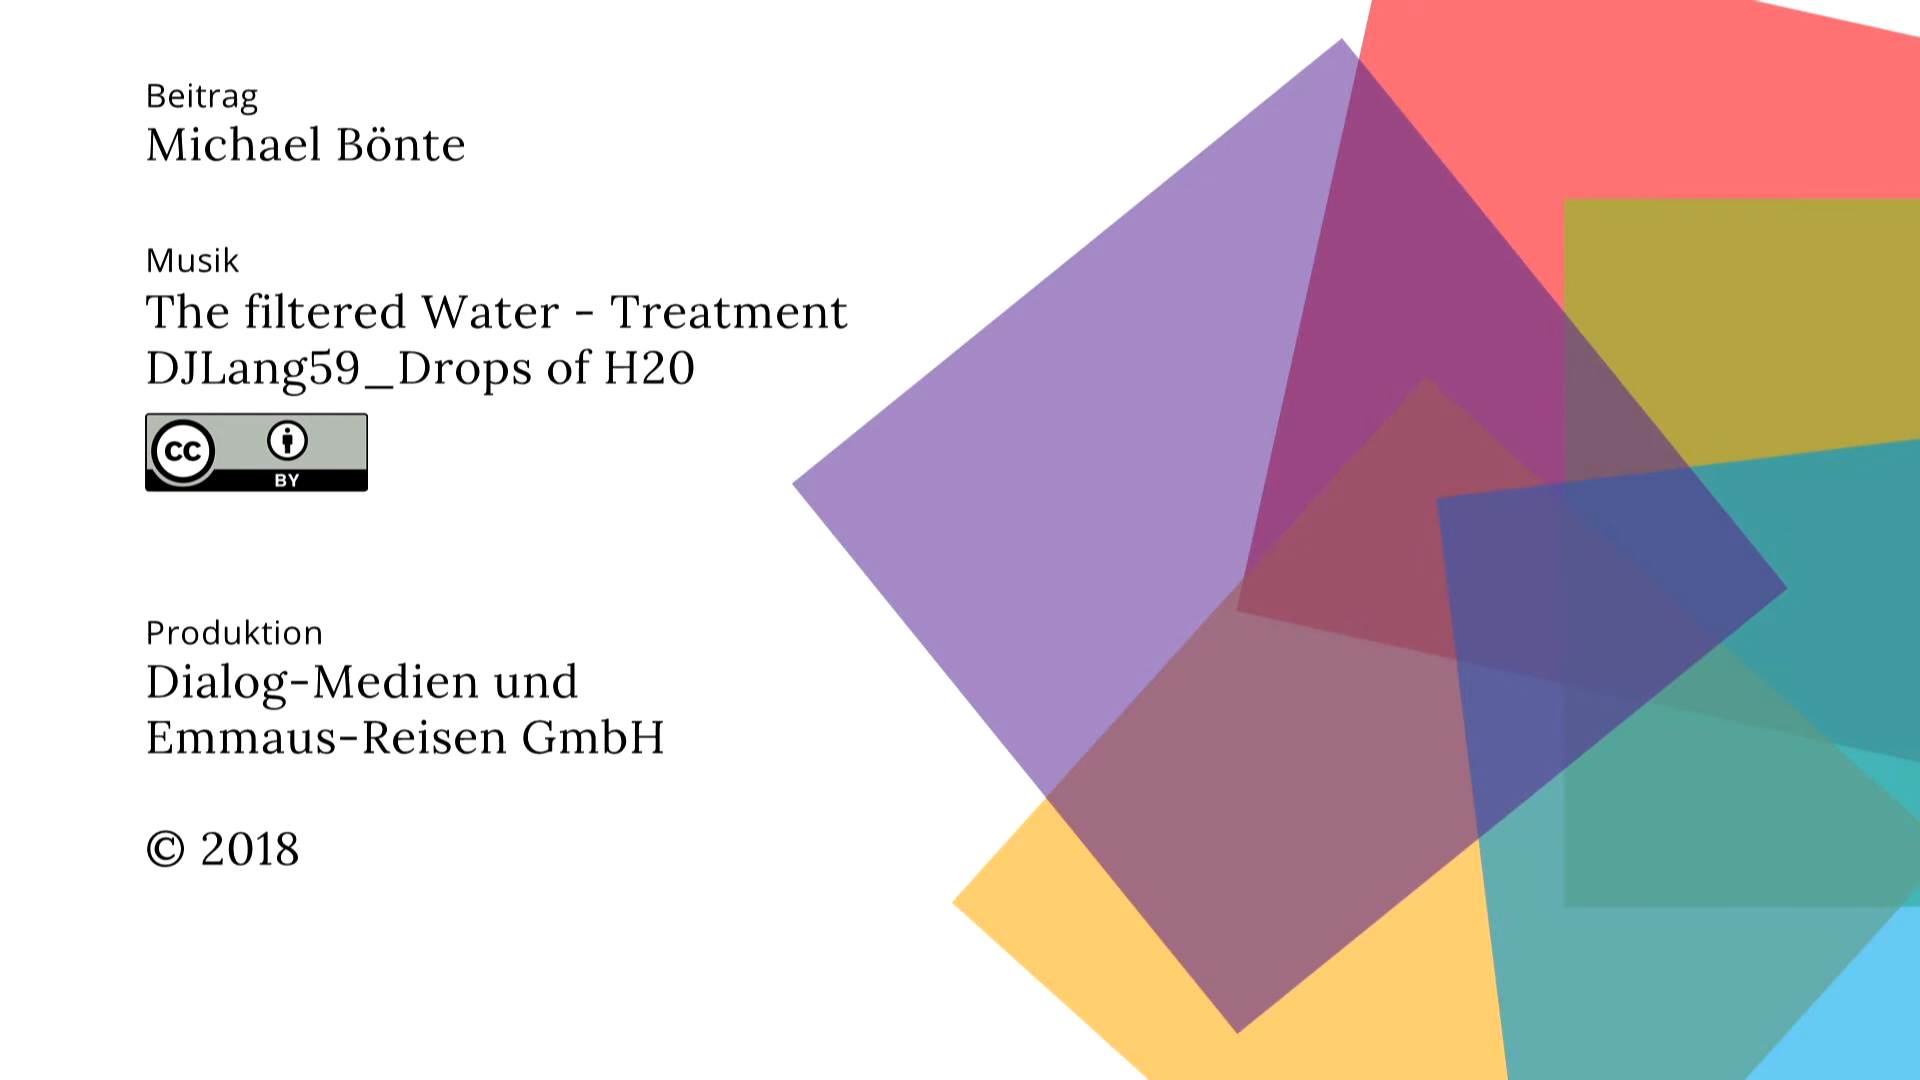 Beitrag
Michael Bönte
Musik
The filtered Water - Treatment
DJLang59_Drops of H20
cc
BY
Produktion
Dialog-Medien und
Emmaus-Reisen GmbH
© 2018